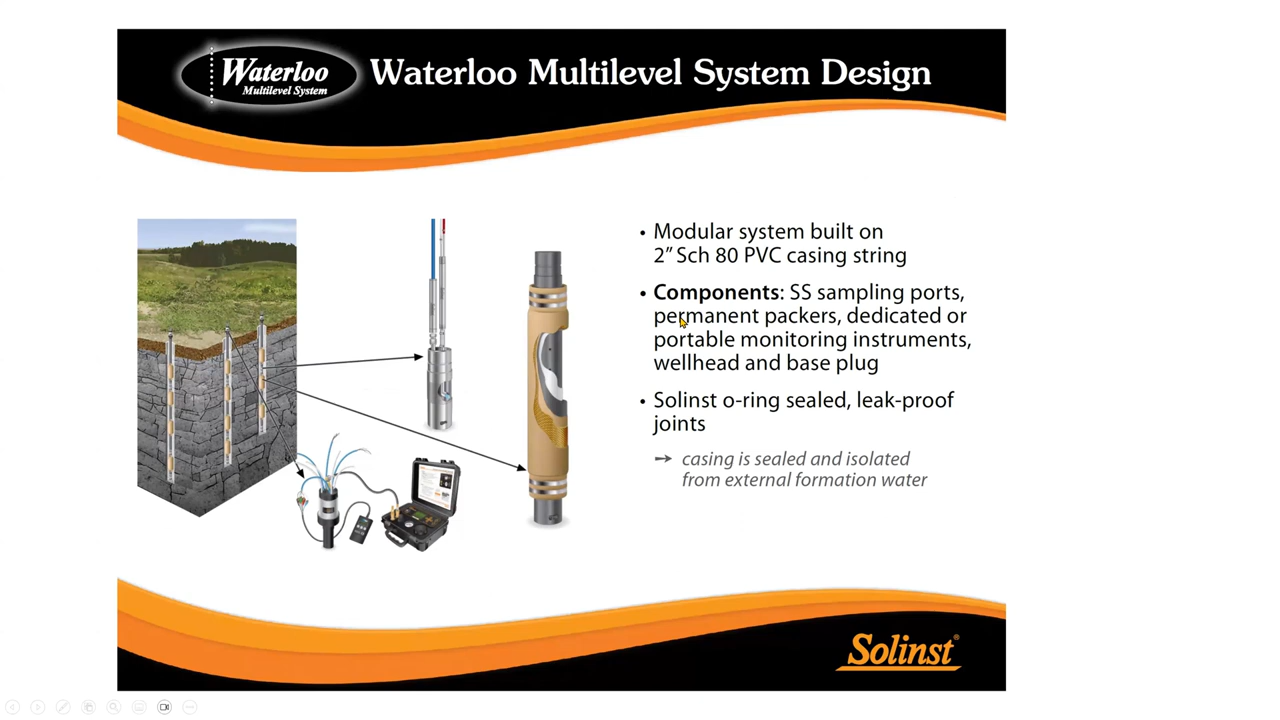 Waterloo
Multilevel System
Waterloo Multilevel System Design
• Modular system built on
2” Sch 80 PVC casing string
• Components: SS sampling ports,
permanent packers, dedicated or
portable monitoring instruments,
wellhead and base plug
• Solinst o-ring sealed, leak-proof
joints
➙ casing is sealed and isolated
from external formation water
Solinst®